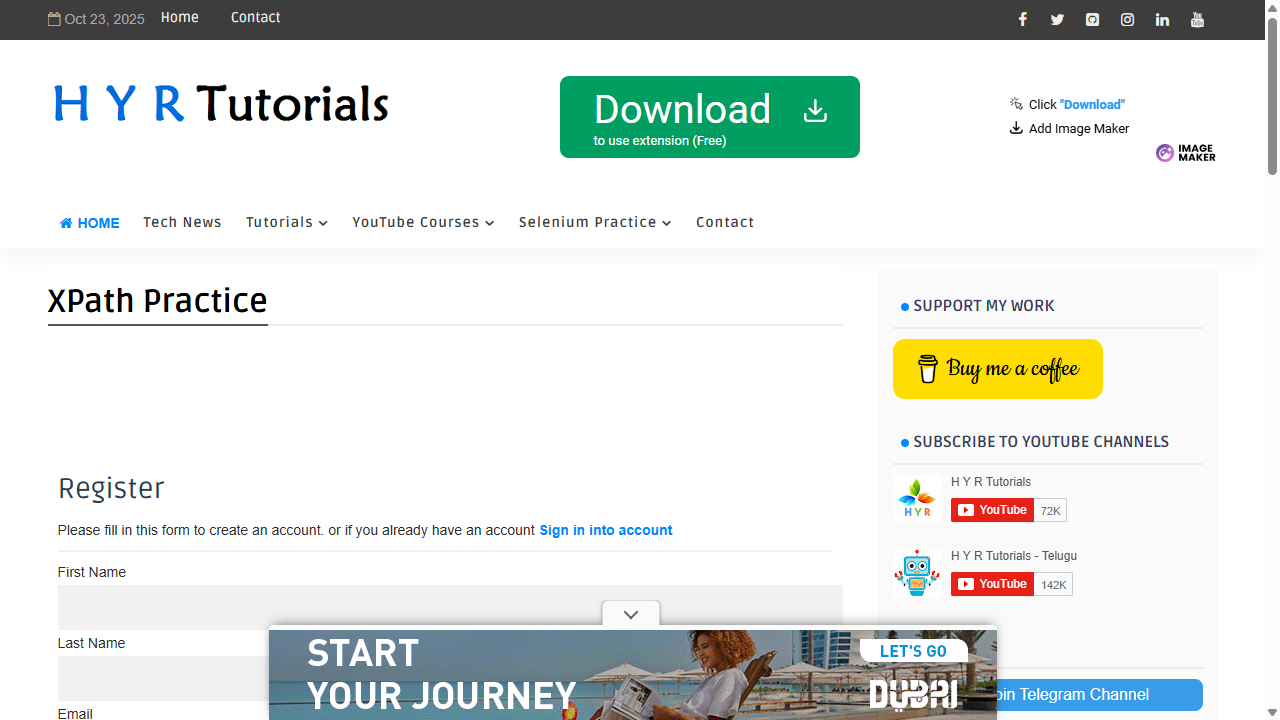 Oct 23, 2025 Home Contact
H Y R Tutorials
Download
to use extension (Free)
Click "Download"
Add Image Maker
IMAGE
MAKER
HOME Tech News Tutorials YouTube Courses Selenium Practice Contact
XPath Practice
Register
Please fill in this form to create an account. or if you already have an account Sign in into account
First Name
Last Name
Email
SUPPORT MY WORK
Buy me a coffee
SUBSCRIBE TO YOUTUBE CHANNELS
HYR
H Y R Tutorials
YouTube 72K
H Y R Tutorials - Telugu
YouTube 142K
Telegram Channel
START
YOUR JOURNEY
LET'S GO
DUBAI